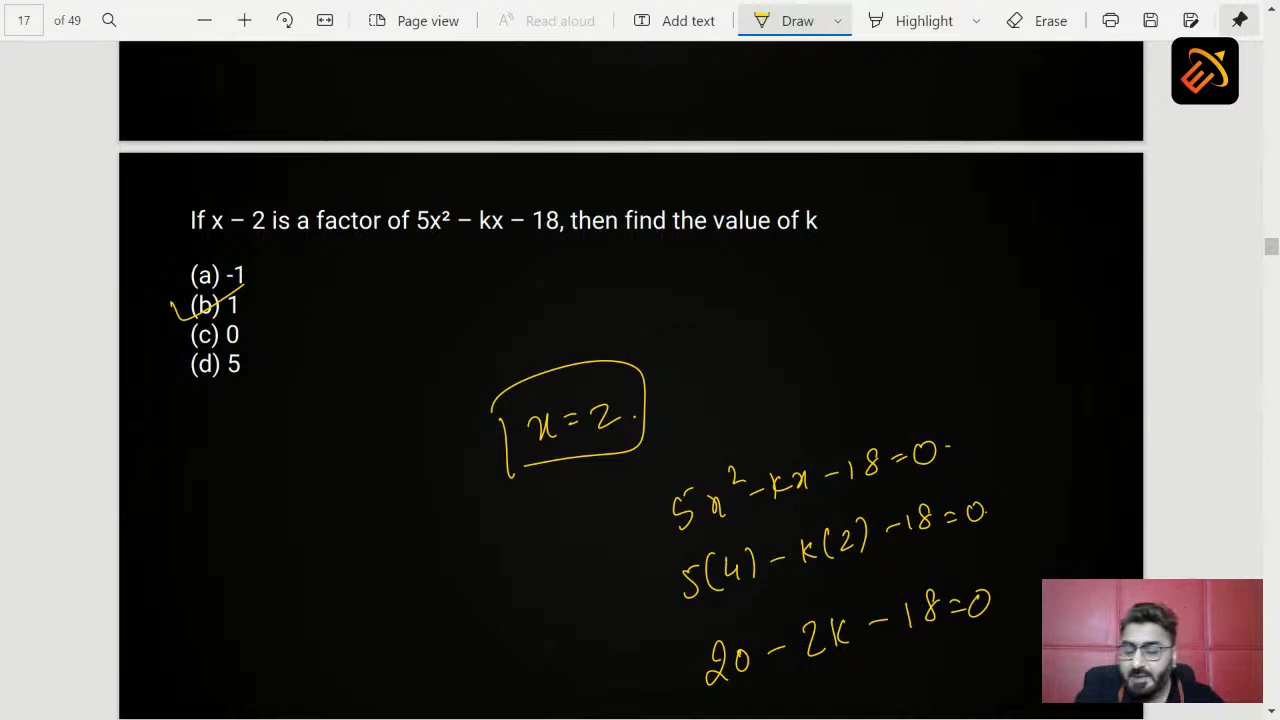 17 of 49 Page view Read aloud Add text Draw Highlight Erase
If x – 2 is a factor of 5x² – kx – 18, then find the value of k
(a) -1
(b) 1
(c) 0
(d) 5
x = 2.
5x² - kx - 18 = 0
5(4) - k(2) - 18 = 0
20 - 2k - 18 = 0